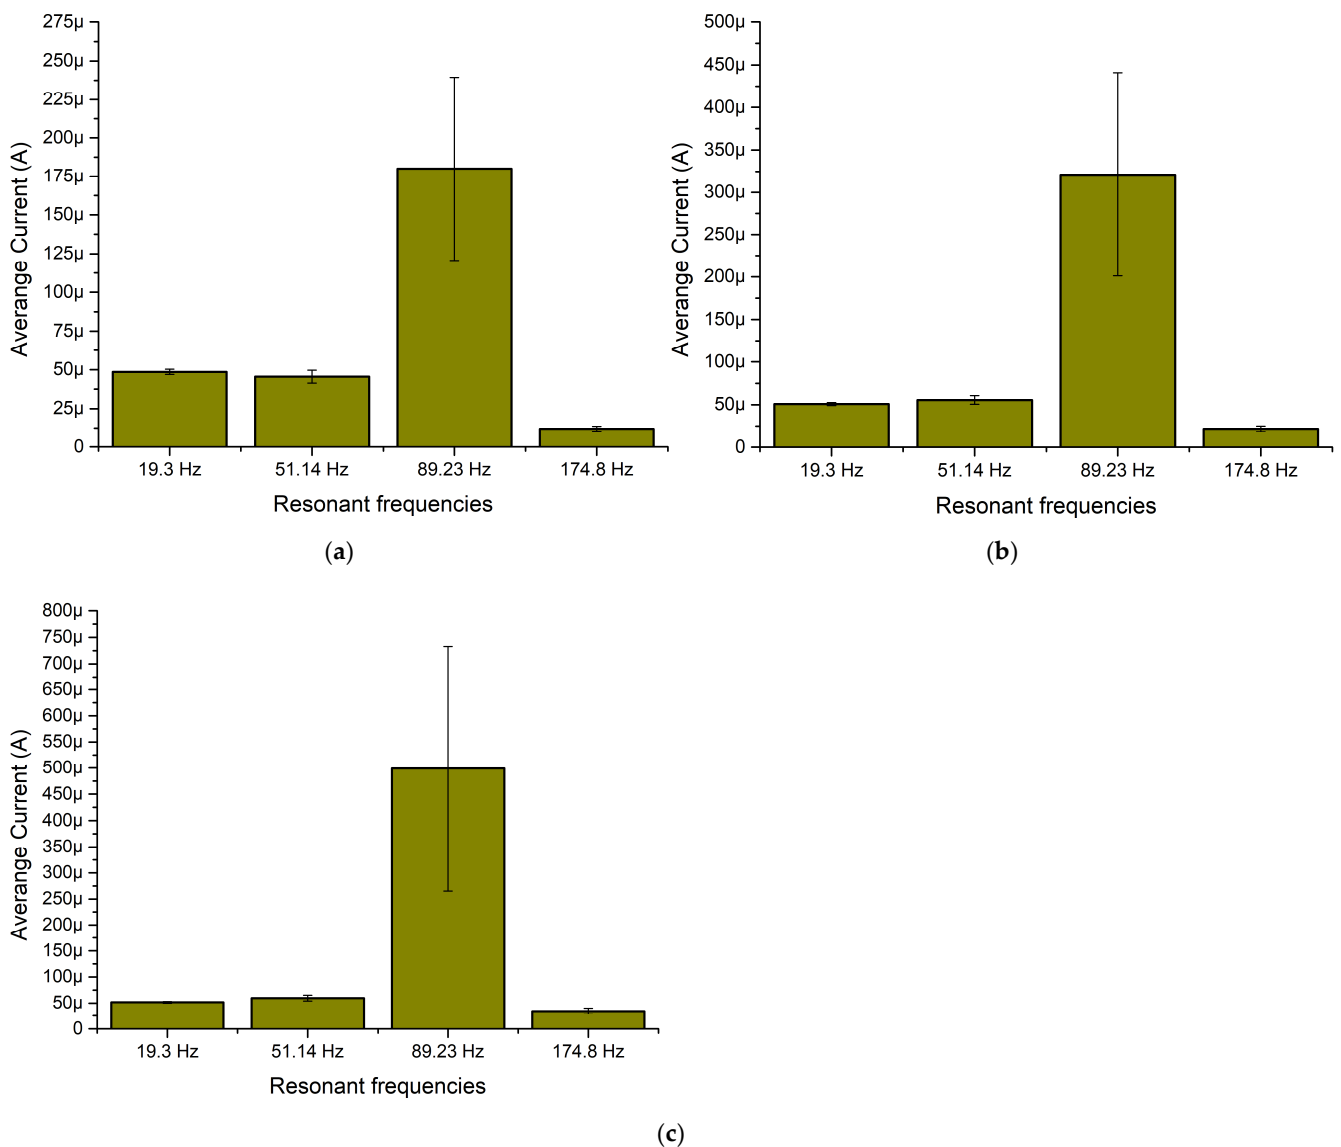 275µ
250µ
225µ
200µ
175µ
150µ
125µ
100µ
75µ
50µ
25µ
0
Averange Current (A)
19.3 Hz 51.14 Hz 89.23 Hz 174.8 Hz
Resonant frequencies
(a)
500µ
450µ
400µ
350µ
300µ
250µ
200µ
150µ
100µ
50µ
0
Averange Current (A)
19.3 Hz 51.14 Hz 89.23 Hz 174.8 Hz
Resonant frequencies
(b)
800µ
750µ
700µ
650µ
600µ
550µ
500µ
450µ
400µ
350µ
300µ
250µ
200µ
150µ
100µ
50µ
0
Averange Current (A)
19.3 Hz 51.14 Hz 89.23 Hz 174.8 Hz
Resonant frequencies
(c)